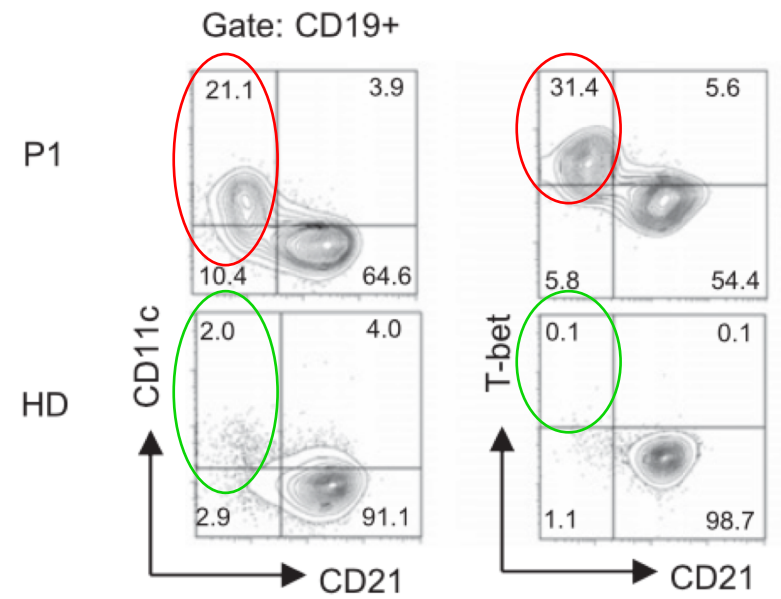 Gate: CD19+
P1
21.1 3.9
10.4 64.6
31.4 5.6
5.8 54.4
HD
CD11c
2.0 4.0
2.9 91.1
T-bet
0.1 0.1
1.1 98.7
CD21
CD21